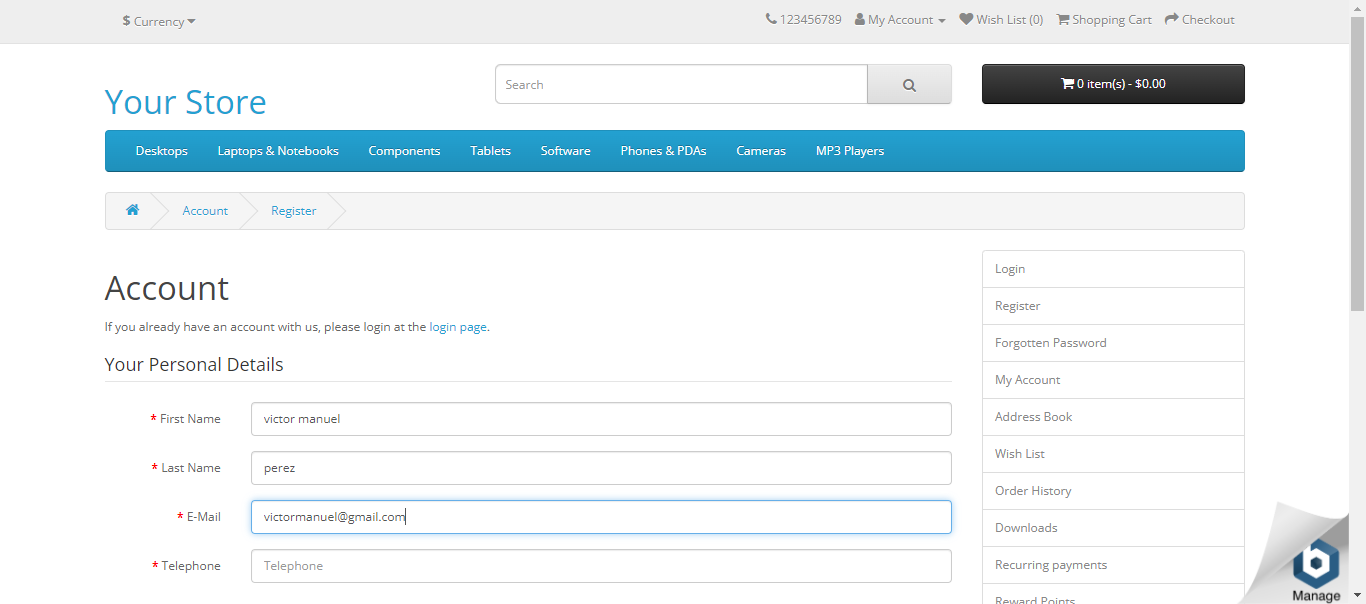 $ Currency 123456789 My Account Wish List (0) Shopping Cart Checkout
Your Store
Search
0 item(s) - $0.00
Desktops Laptops & Notebooks Components Tablets Software Phones & PDAs Cameras MP3 Players
Account Register
Account
If you already have an account with us, please login at the login page.
Your Personal Details
* First Name victor manuel
* Last Name perez
* E-Mail victormanuel@gmail.com
* Telephone Telephone
Login
Register
Forgotten Password
My Account
Address Book
Wish List
Order History
Downloads
Recurring payments
Reward Points
b
Manage